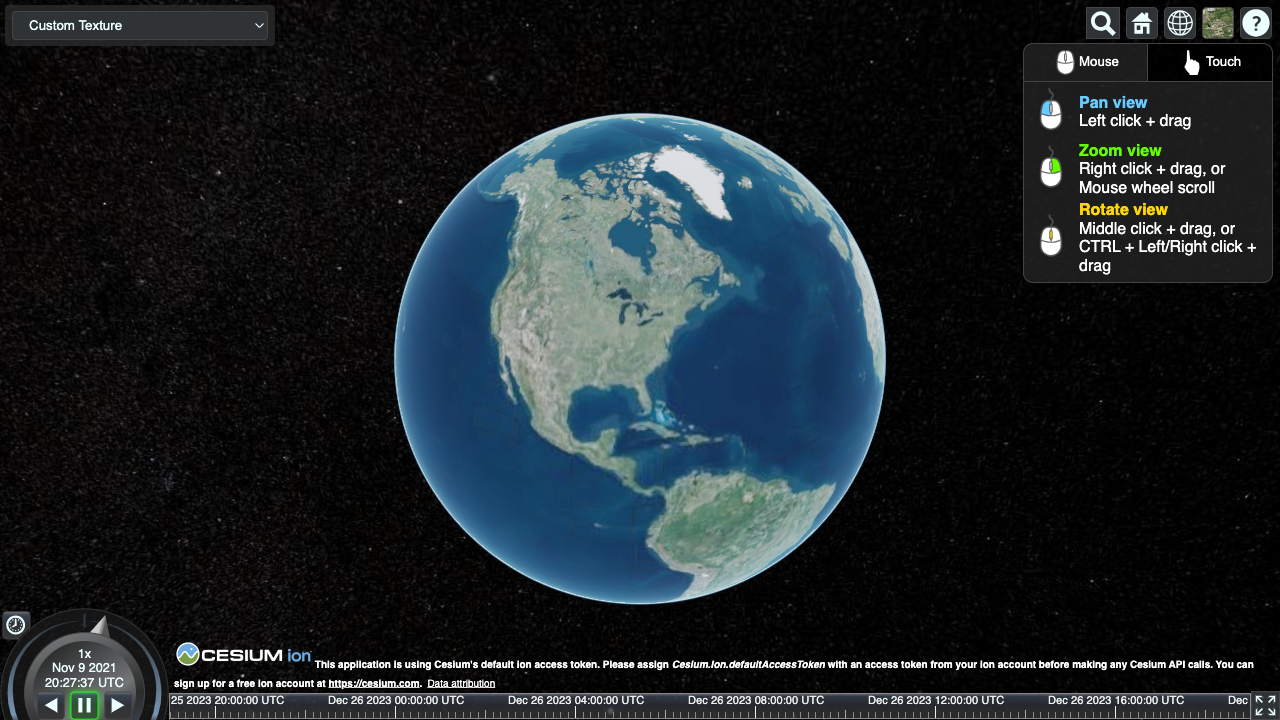 Custom Texture
?
Mouse
Touch
Pan view
Left click + drag
Zoom view
Right click + drag, or
Mouse wheel scroll
Rotate view
Middle click + drag, or
CTRL + Left/Right click +
drag
1x
Nov 9 2021
20:27:37 UTC
CESIUM ion This application is using Cesium's default ion access token. Please assign Cesium.Ion.defaultAccessToken with an access token from your ion account before making any Cesium API calls. You can
sign up for a free ion account at https://cesium.com. Data attribution
25 2023 20:00:00 UTC Dec 26 2023 00:00:00 UTC Dec 26 2023 04:00:00 UTC Dec 26 2023 08:00:00 UTC Dec 26 2023 12:00:00 UTC Dec 26 2023 16:00:00 UTC Dec